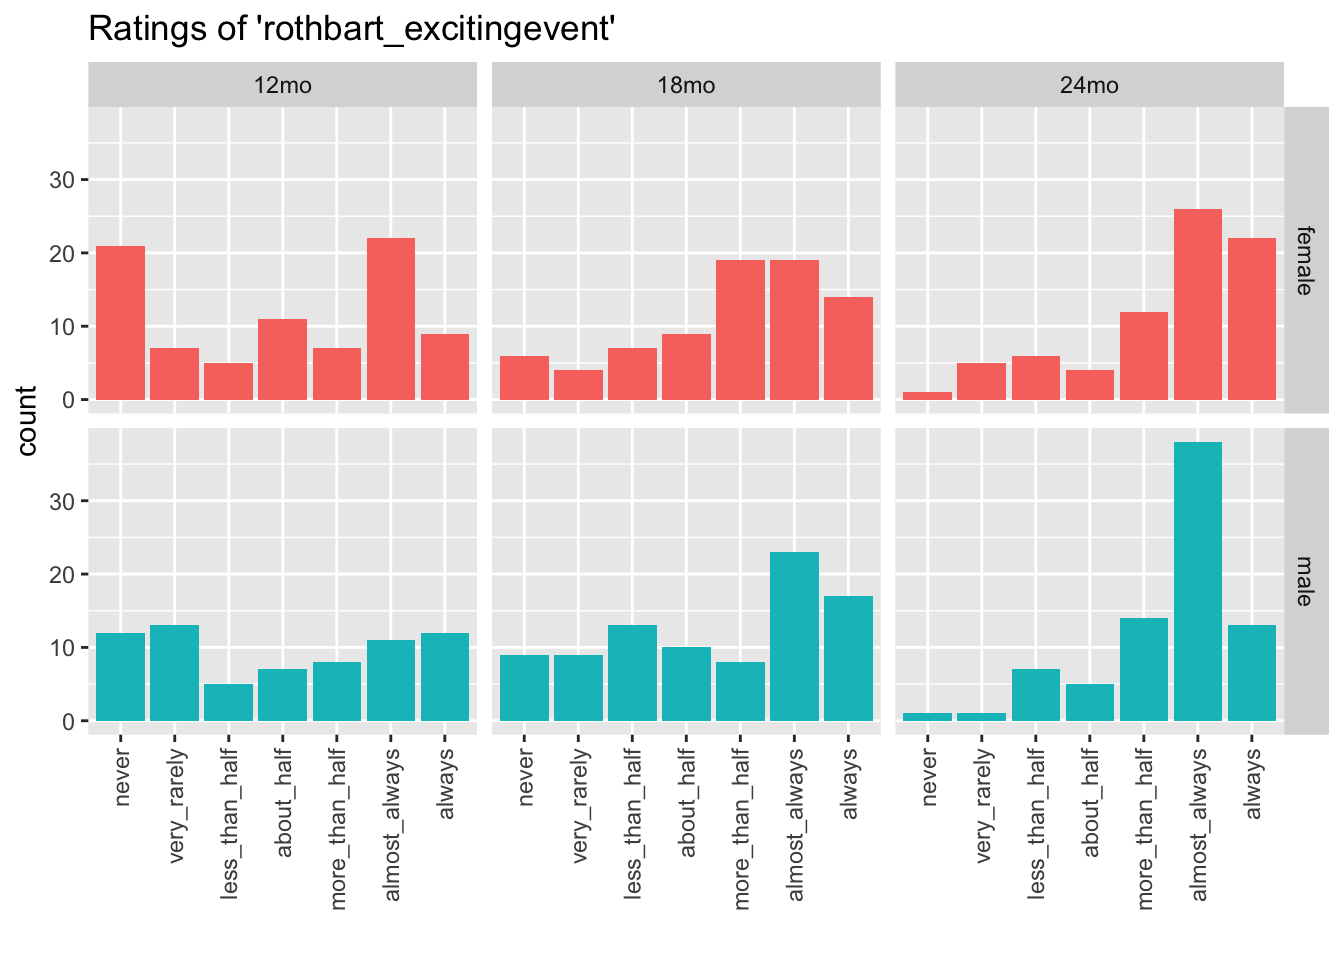 Ratings of 'rothbart_excitingevent'
12mo 18mo 24mo
count
30
20
10
0
female
30
20
10
0
male
never very_rarely less_than_half about_half more_than_half almost_always always
never very_rarely less_than_half about_half more_than_half almost_always always
never very_rarely less_than_half about_half more_than_half almost_always always